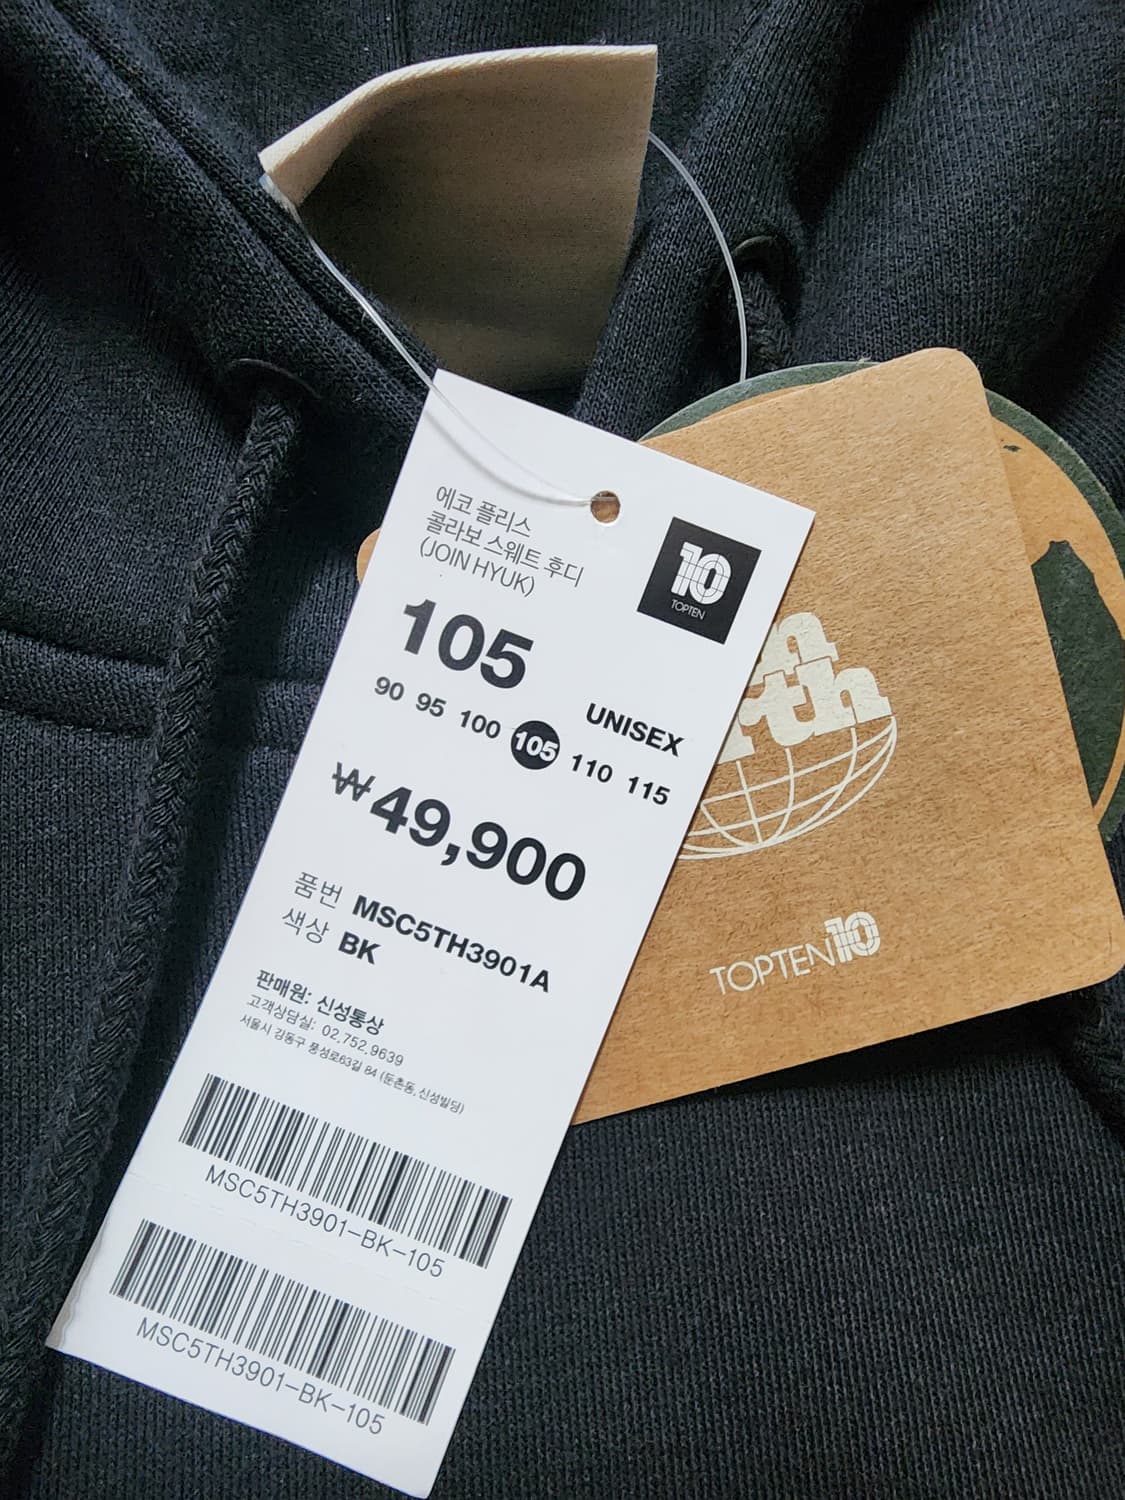 에코 플리스
콜라보 스웨트 후디
(JOIN HYUK)
10
TOPTEN
105
UNISEX
90 95 100 105 110 115
₩49,900
품번 MSC5TH3901A
색상 BK
판매원: 신성통상
고객상담실: 02.752.9639
서울시 강동구 풍성로63길 84 (둔촌동, 신성빌딩)
MSC5TH3901-BK-105
MSC5TH3901-BK-105
TOPTEN10